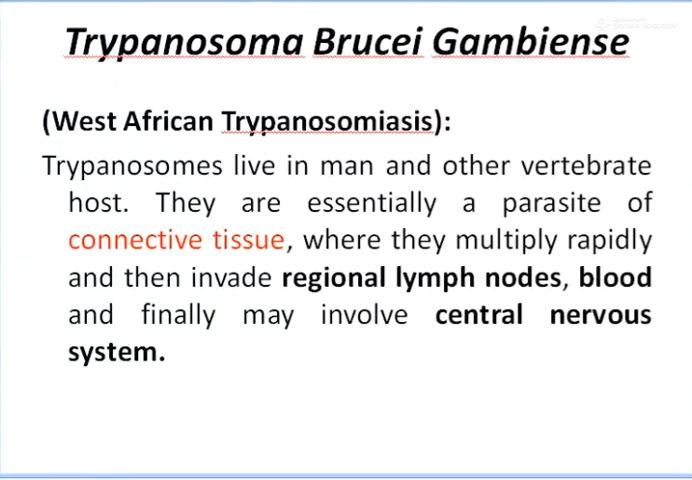 Trypanosoma Brucei Gambiense
(West African Trypanosomiasis):
Trypanosomes live in man and other vertebrate
host. They are essentially a parasite of
connective tissue, where they multiply rapidly
and then invade regional lymph nodes, blood
and finally may involve central nervous
system.